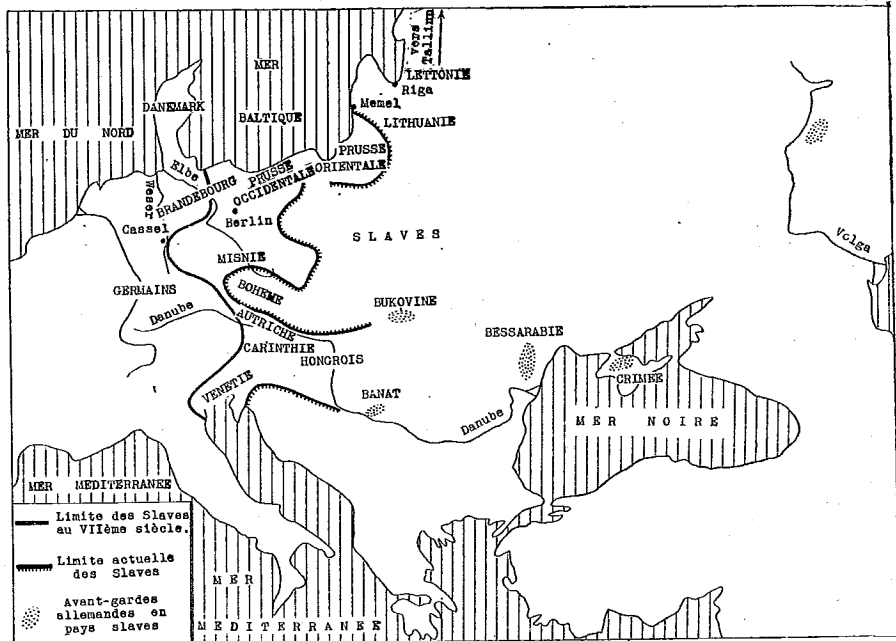 vers
Tallinn
MER
LETTONIE
Riga
DANEMARK
Memel
MER DU NORD
BALTIQUE
LITHUANIE
PRUSSE
ORIENTALE
Elbe
PRUSSE
OCCIDENTALE
Weser
BRANDEBOURG
Berlin
Cassel
SLAVES
Volga
MISNIE
GERMAINS
BOHEME
BUKOVINE
Danube
AUTRICHE
BESSARABIE
CARINTHIE
HONGROIS
CRIMEE
VENETIE
BANAT
Danube
MER NOIRE
MER MEDITERRANEE
Limite des Slaves
au VIIème siècle.
Limite actuelle
des Slaves
Avant-gardes
allemandes en
pays slaves
MER
MEDITERRANEE